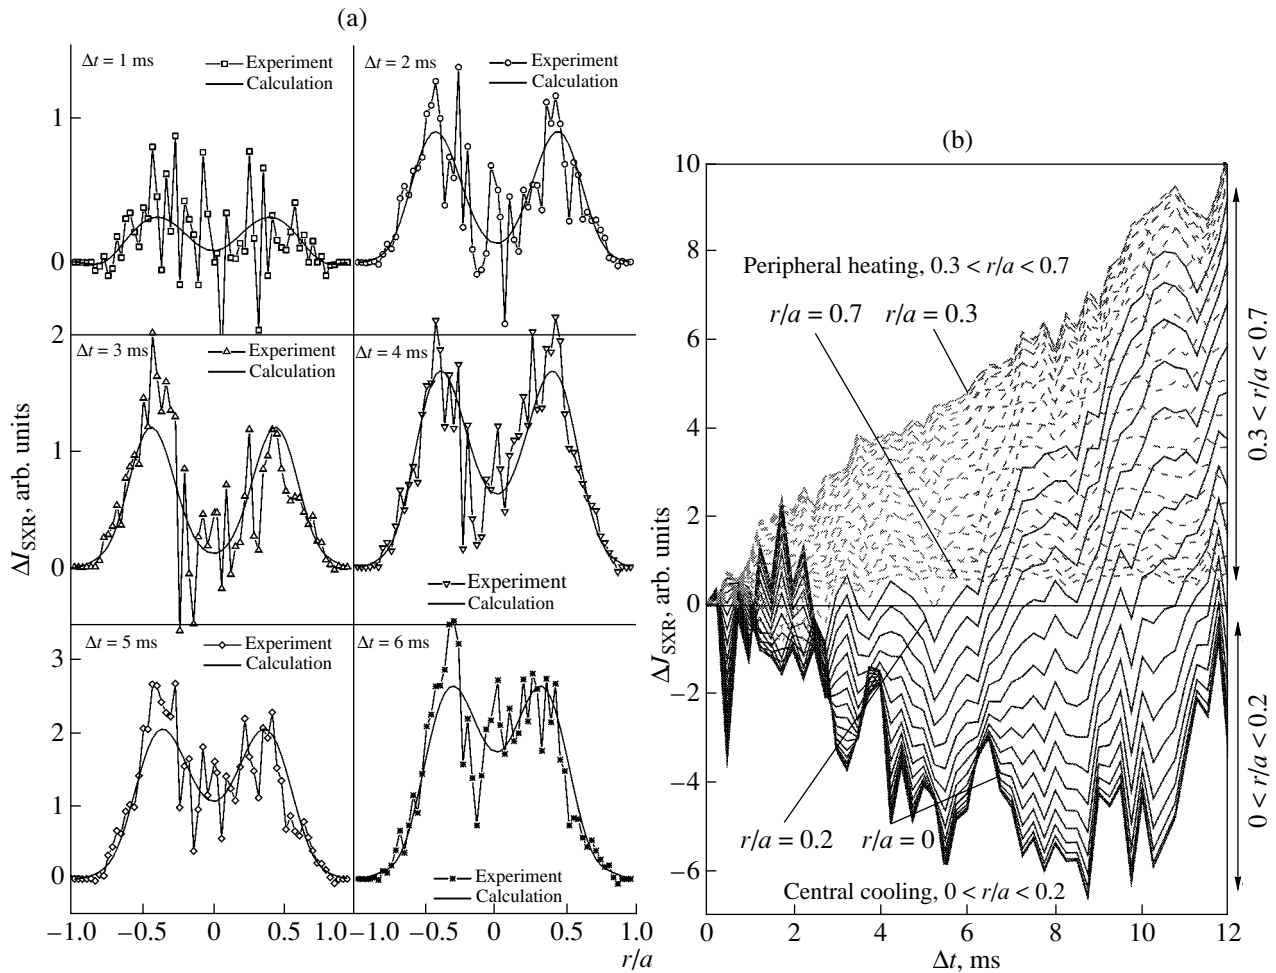 (a)
Δt = 1 ms
Experiment
Calculation
Δt = 2 ms
Experiment
Calculation
1
0
2
Δt = 3 ms
Experiment
Calculation
Δt = 4 ms
Experiment
Calculation
1
0
ΔI_SXR, arb. units
Δt = 5 ms
Experiment
Calculation
Δt = 6 ms
Experiment
Calculation
3
2
1
0
−1.0 −0.5 0 0.5 1.0 −1.0 −0.5 0 0.5 1.0
r/a
(b)
10
8
6
4
2
0
−2
−4
−6
ΔI_SXR, arb. units
Peripheral heating, 0.3 < r/a < 0.7
r/a = 0.7 r/a = 0.3
r/a = 0.2 r/a = 0
Central cooling, 0 < r/a < 0.2
0.3 < r/a < 0.7
0 < r/a < 0.2
0 2 4 6 8 10 12
Δt, ms